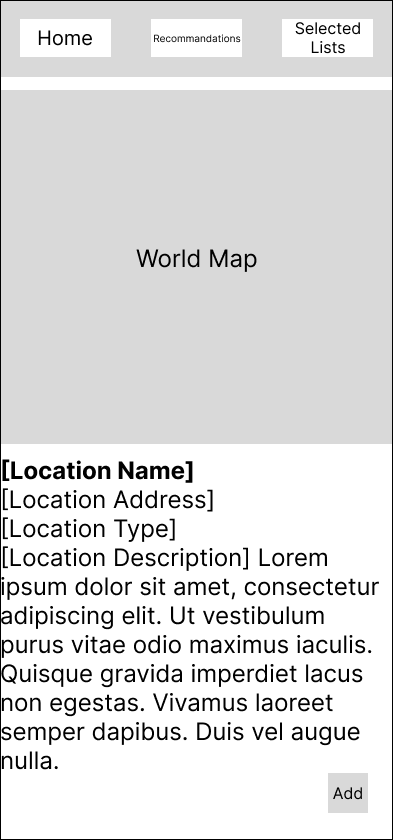 Home
Recommandations
Selected
Lists
World Map
[Location Name]
[Location Address]
[Location Type]
[Location Description] Lorem
ipsum dolor sit amet, consectetur
adipiscing elit. Ut vestibulum
purus vitae odio maximus iaculis.
Quisque gravida imperdiet lacus
non egestas. Vivamus laoreet
semper dapibus. Duis vel augue
nulla.
Add